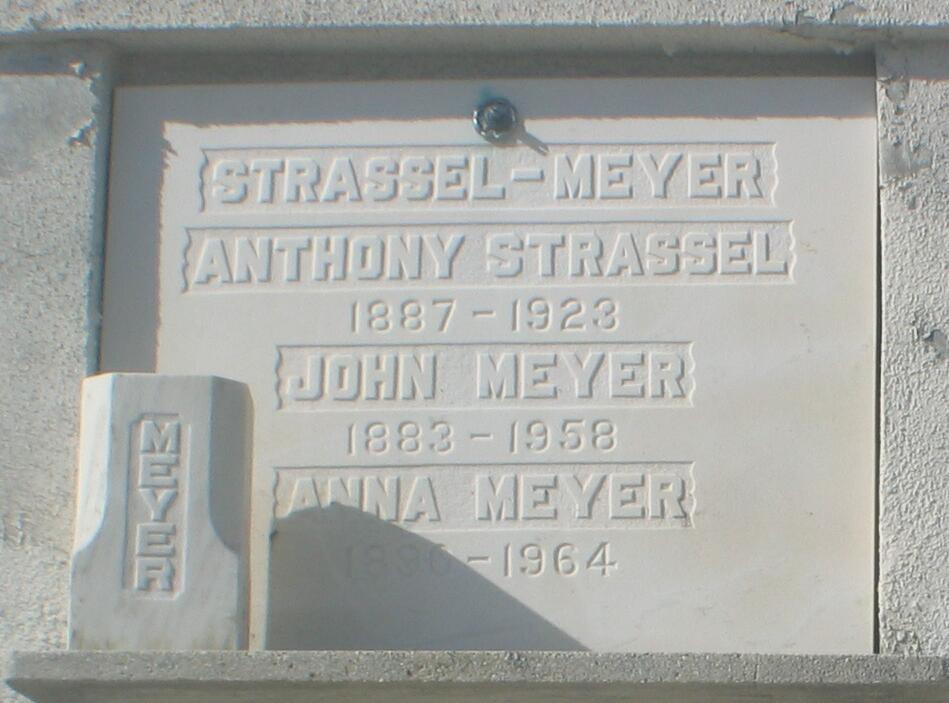 STRASSEL-MEYER
ANTHONY STRASSEL
1887-1923
JOHN MEYER
1883-1958
ANNA MEYER
-1964
MEYER